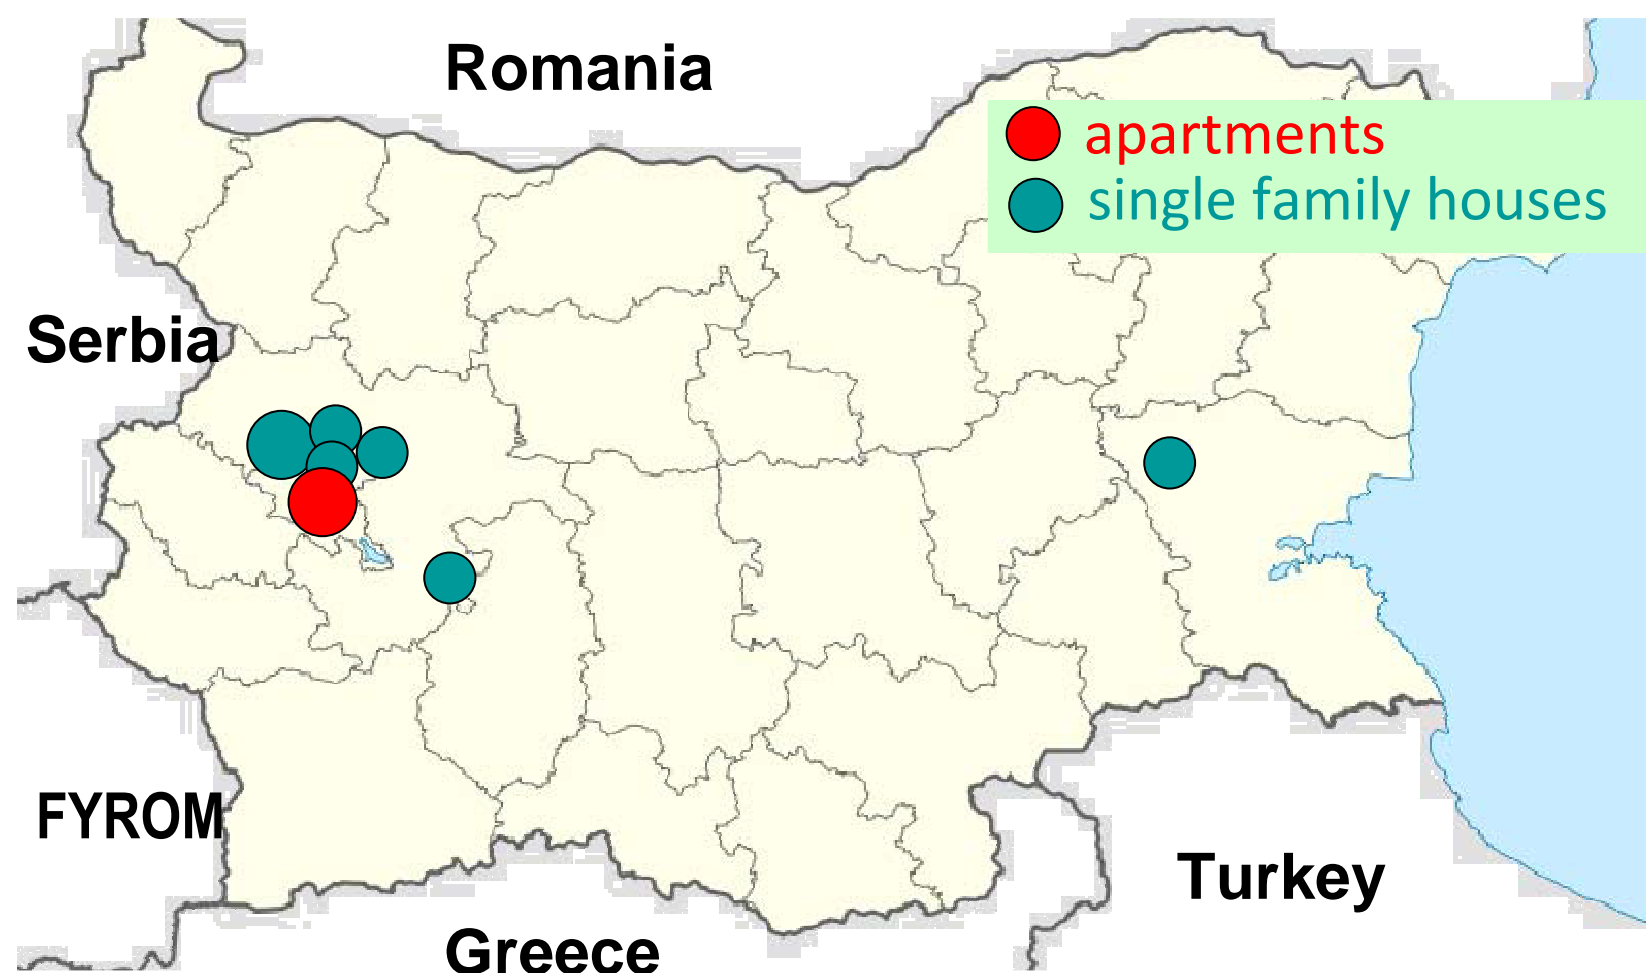 Romania
apartments
single family houses
Serbia
FYROM
Turkey
Greece